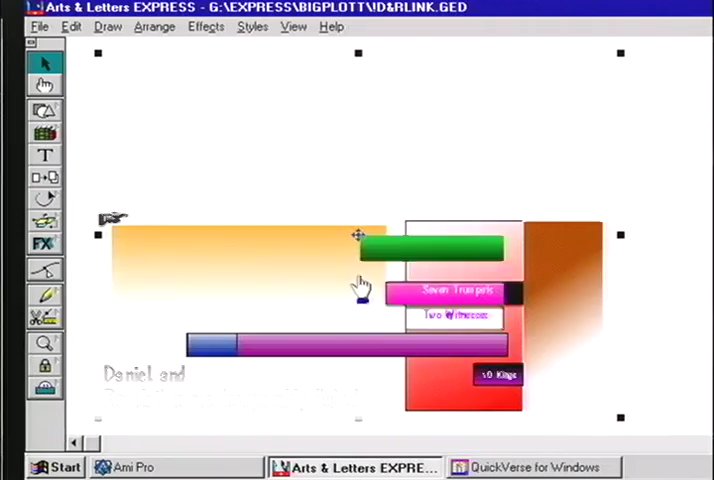 Arts & Letters EXPRESS - G:\EXPRESS\BIGPLOTT\ID&RLINK.GED
File Edit Draw Arrange Effects Styles View Help
T
FX
Seven Trumpets
Two Witnesses
10 Kings
Daniel and
Start Ami Pro Arts & Letters EXPRE... QuickVerse for Windows